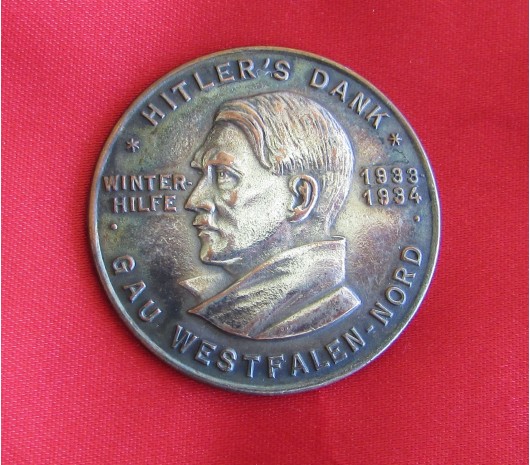 * HITLER'S DANK *
WINTER-
HILFE
1933
1934
· GAU WESTFALEN-NORD ·